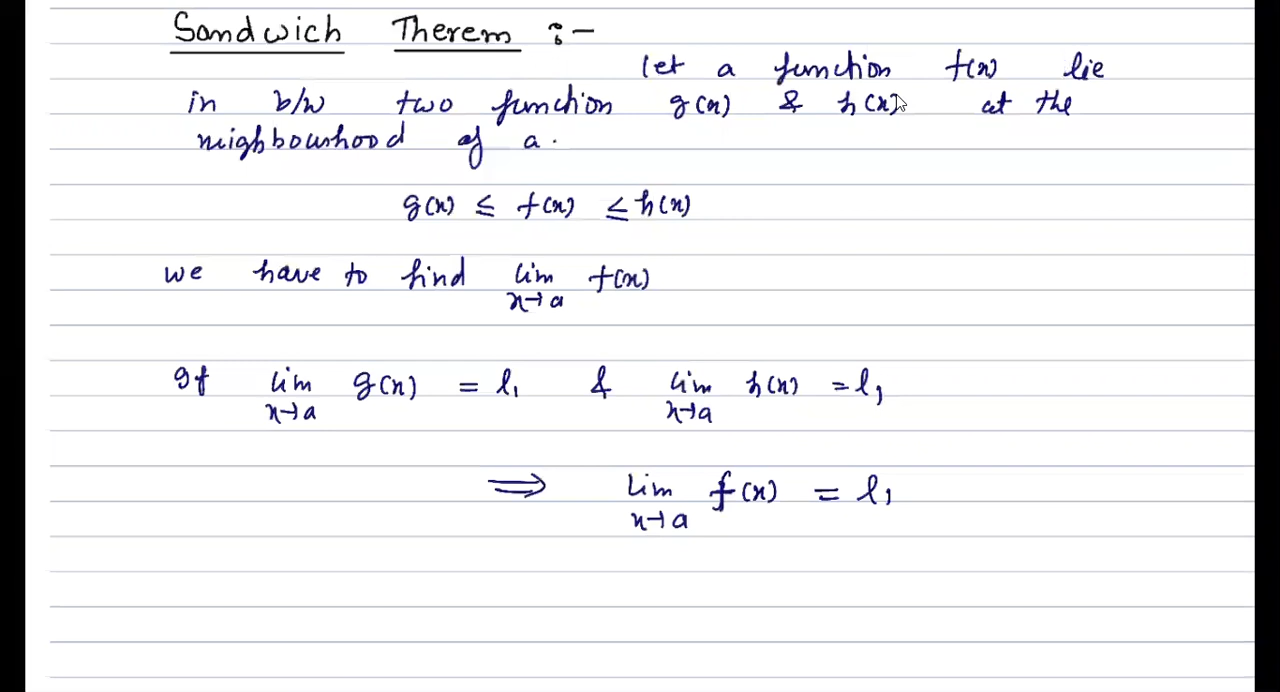 Sandwich Therem :-
let a function f(x) lie
in b/w two function g(x) & h(x) at the
neighbourhood of a.
g(x) ≤ f(x) ≤ h(x)
we have to find lim x→a f(x)
If lim x→a g(x) = l₁ & lim x→a h(x) = l₁
⟹ lim x→a f(x) = l₁